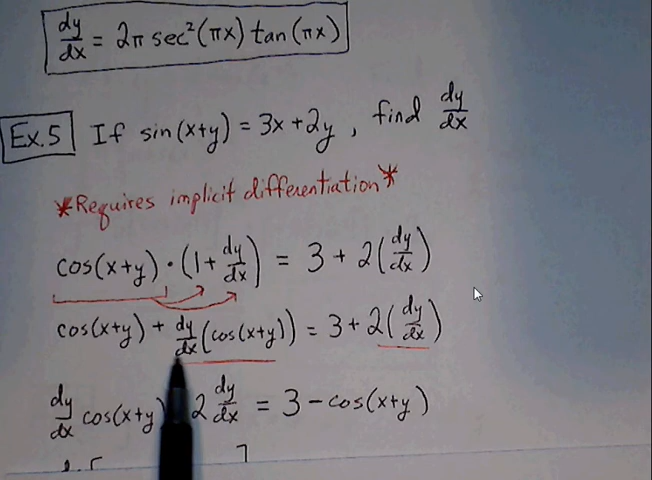 dy/dx = 2π sec²(πx) tan(πx)
Ex.5 If sin(x+y) = 3x + 2y, find dy/dx
*Requires implicit differentiation*
cos(x+y) · (1 + dy/dx) = 3 + 2(dy/dx)
cos(x+y) + dy/dx (cos(x+y)) = 3 + 2(dy/dx)
dy/dx cos(x+y) 2 dy/dx = 3 - cos(x+y)